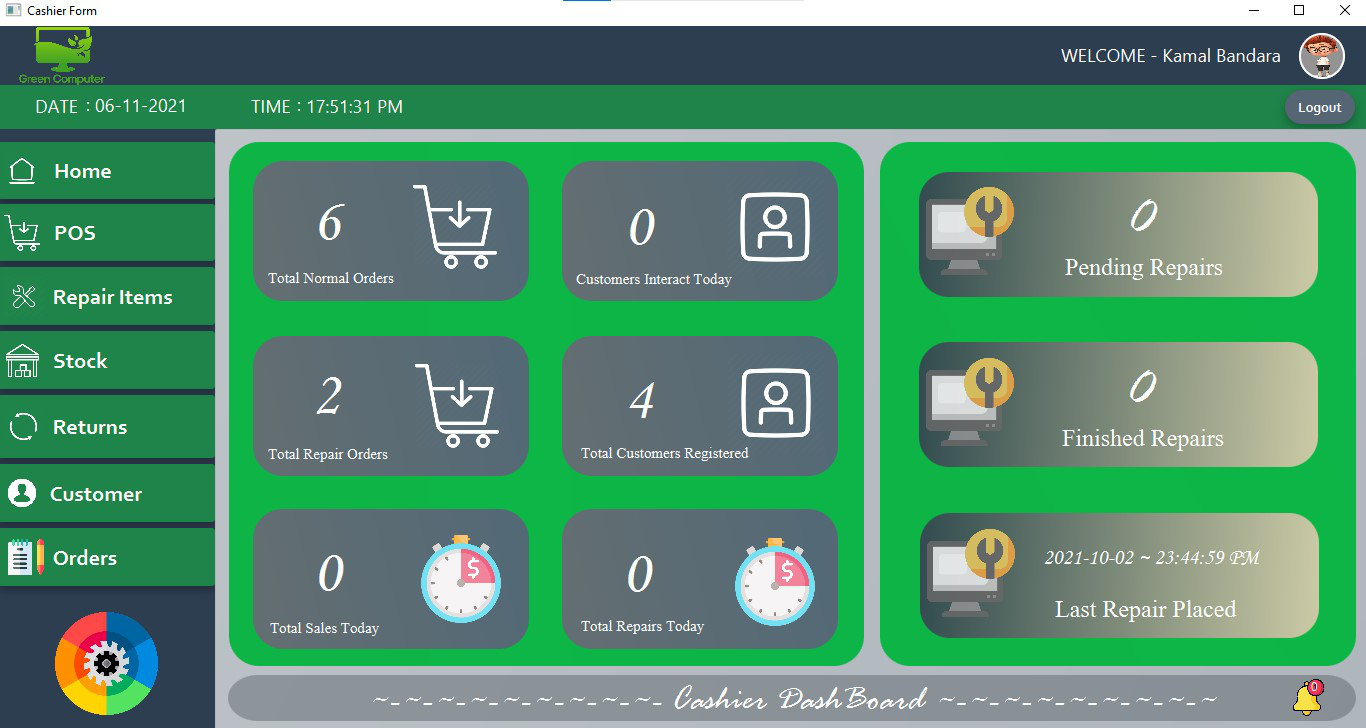 Cashier Form
Green Computer
WELCOME - Kamal Bandara
DATE : 06-11-2021
TIME : 17:51:31 PM
Logout
Home
POS
Repair Items
Stock
Returns
Customer
Orders
6
Total Normal Orders
0
Customers Interact Today
2
Total Repair Orders
4
Total Customers Registered
0
Total Sales Today
0
Total Repairs Today
0
Pending Repairs
0
Finished Repairs
2021-10-02 ~ 23:44:59 PM
Last Repair Placed
~-~-~-~-~-~-~-~-~- Cashier DashBoard ~-~-~-~-~-~-~-~-~-~
0
$
$